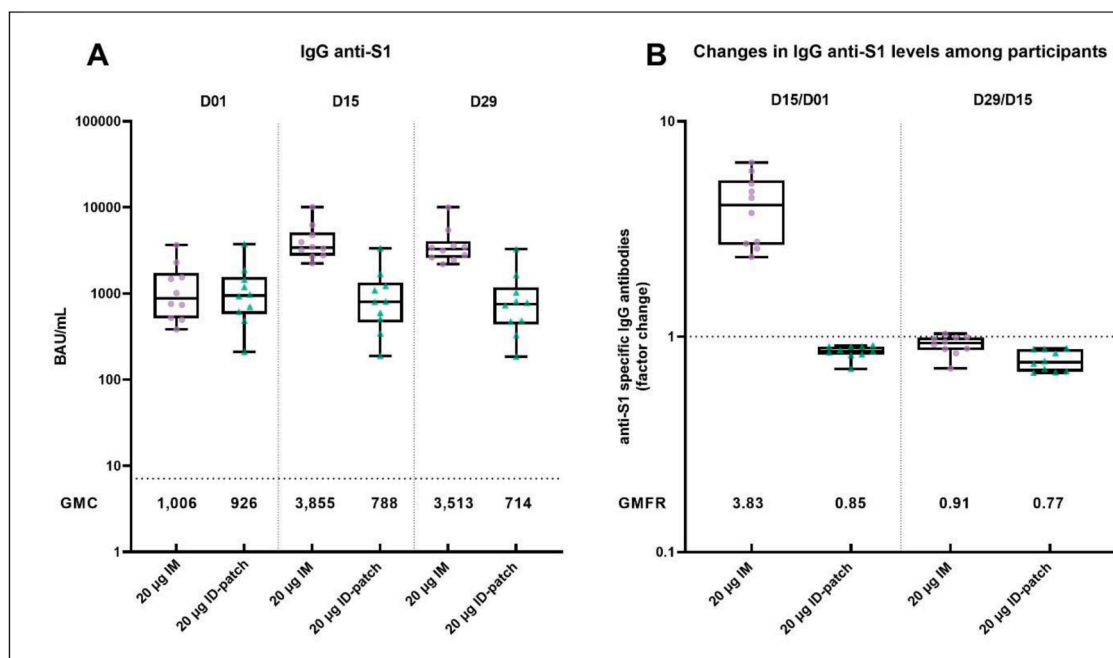 A IgG anti-S1
D01 D15 D29
100000
10000
1000
100
10
1
BAU/mL
GMC 1,006 926 3,855 788 3,513 714
20 µg IM 20 µg ID-patch 20 µg IM 20 µg ID-patch 20 µg IM 20 µg ID-patch
B Changes in IgG anti-S1 levels among participants
D15/D01 D29/D15
10
1
0.1
anti-S1 specific IgG antibodies
(factor change)
GMFR 3.83 0.85 0.91 0.77
20 µg IM 20 µg ID-patch 20 µg IM 20 µg ID-patch